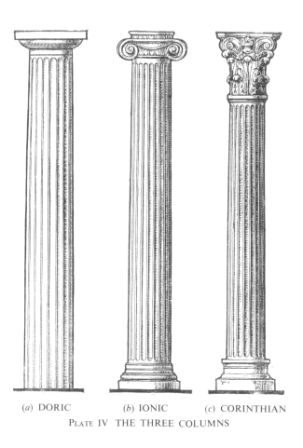 (a) DORIC (b) IONIC (c) CORINTHIAN
PLATE IV THE THREE COLUMNS